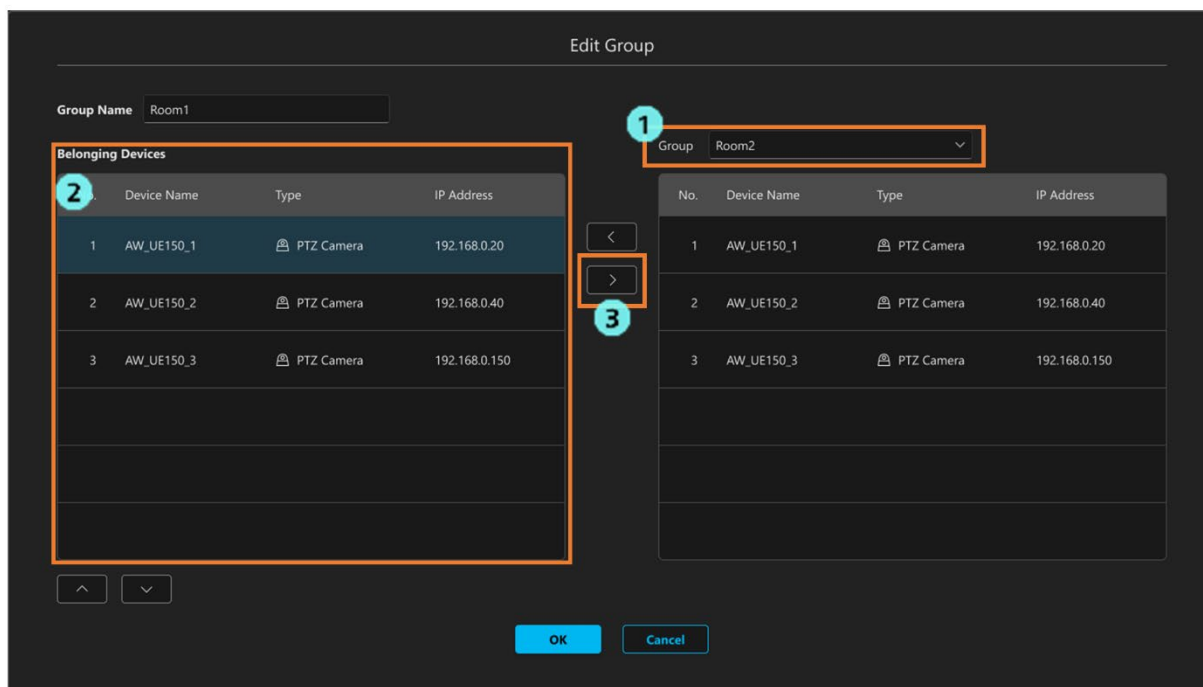 Edit Group
Group Name Room1
1
Group Room2
Belonging Devices
2 . Device Name Type IP Address
1 AW_UE150_1 PTZ Camera 192.168.0.20
2 AW_UE150_2 PTZ Camera 192.168.0.40
3 AW_UE150_3 PTZ Camera 192.168.0.150
<
>
3
No. Device Name Type IP Address
1 AW_UE150_1 PTZ Camera 192.168.0.20
2 AW_UE150_2 PTZ Camera 192.168.0.40
3 AW_UE150_3 PTZ Camera 192.168.0.150
OK Cancel